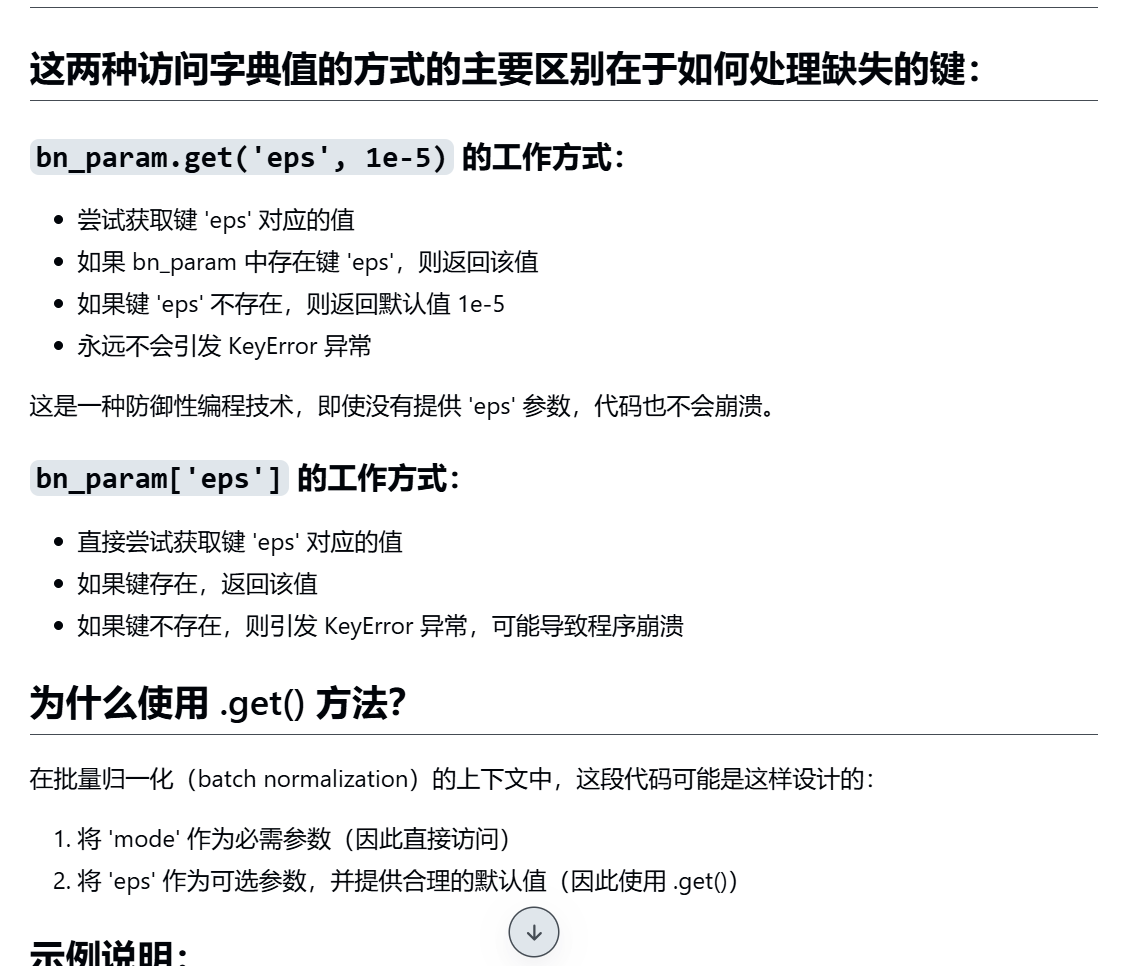 这两种访问字典值的方式的主要区别在于如何处理缺失的键：
bn_param.get('eps', 1e-5) 的工作方式：
• 尝试获取键 'eps' 对应的值
• 如果 bn_param 中存在键 'eps'，则返回该值
• 如果键 'eps' 不存在，则返回默认值 1e-5
• 永远不会引发 KeyError 异常
这是一种防御性编程技术，即使没有提供 'eps' 参数，代码也不会崩溃。
bn_param['eps'] 的工作方式：
• 直接尝试获取键 'eps' 对应的值
• 如果键存在，返回该值
• 如果键不存在，则引发 KeyError 异常，可能导致程序崩溃
为什么使用 .get() 方法？
在批量归一化（batch normalization）的上下文中，这段代码可能是这样设计的：
1. 将 'mode' 作为必需参数（因此直接访问）
2. 将 'eps' 作为可选参数，并提供合理的默认值（因此使用 .get()）
示例说明：